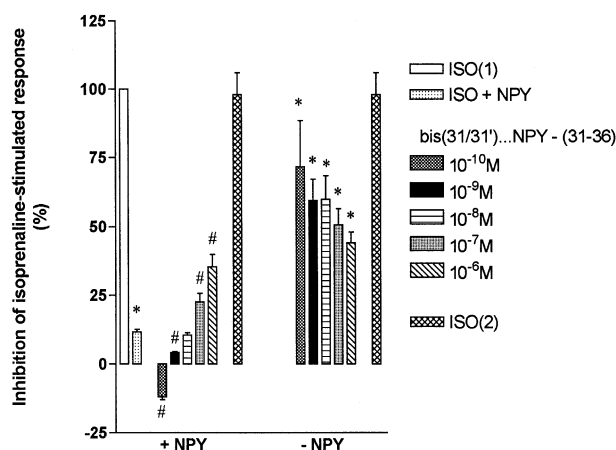 Inhibition of isoprenaline-stimulated response
(%)
125
100
75
50
25
0
-25
*
#
#
#
#
*
*
*
*
*
+ NPY
- NPY
ISO(1)
ISO + NPY
bis(31/31')...NPY - (31-36)
10⁻¹⁰M
10⁻⁹M
10⁻⁸M
10⁻⁷M
10⁻⁶M
ISO(2)